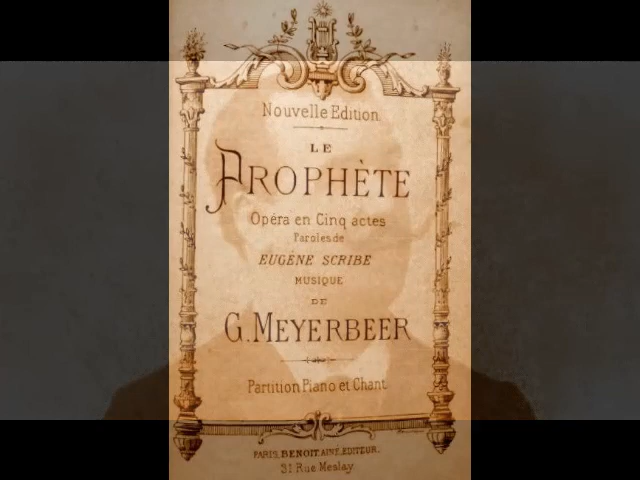 Nouvelle Edition
LE
PROPHÈTE
Opéra en Cinq actes
Paroles de
EUGÈNE SCRIBE
MUSIQUE
DE
G. MEYERBEER
Partition Piano et Chant
PARIS, BENOIT AINÉ, EDITEUR.
31 Rue Meslay